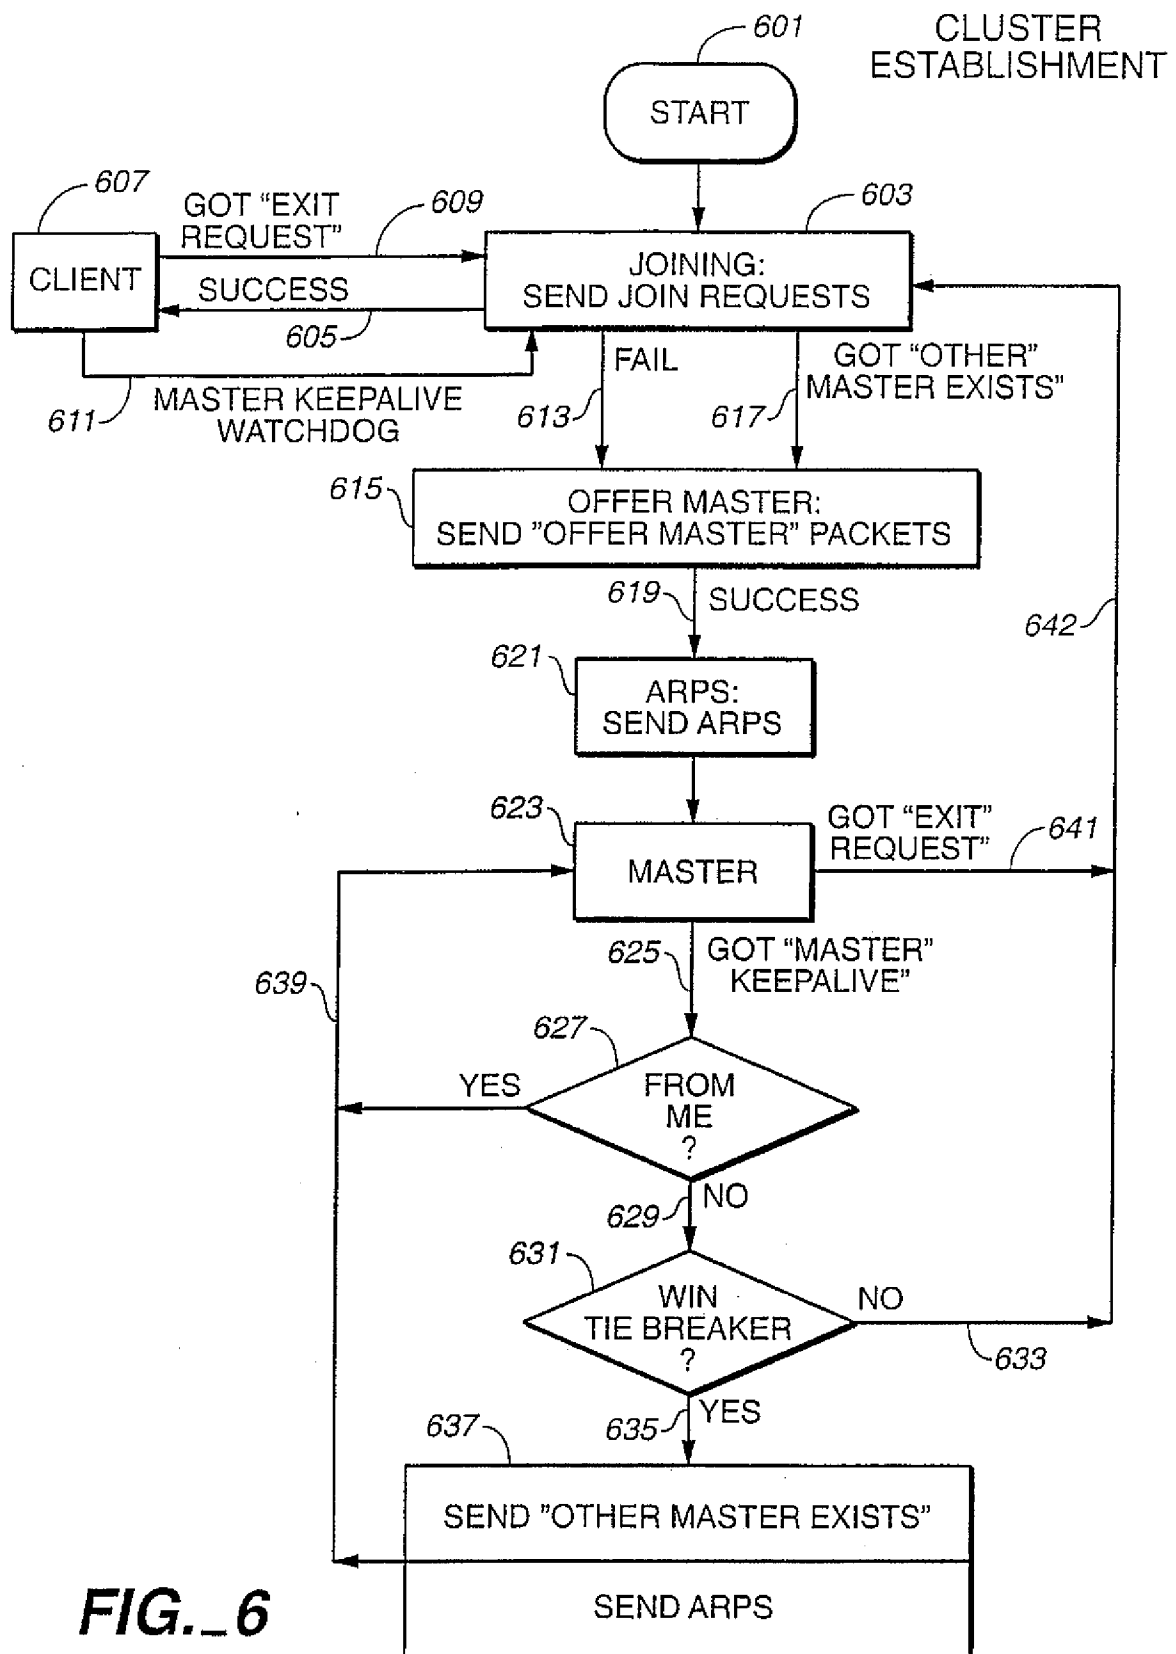 CLUSTER
ESTABLISHMENT
601
START
607
GOT “EXIT
REQUEST”
609
603
CLIENT
JOINING:
SEND JOIN REQUESTS
SUCCESS
605
FAIL
GOT “OTHER”
MASTER EXISTS”
611
MASTER KEEPALIVE
WATCHDOG
613
617
615
OFFER MASTER:
SEND ”OFFER MASTER” PACKETS
619
SUCCESS
642
621
ARPS:
SEND ARPS
623
GOT “EXIT”
REQUEST”
641
MASTER
625
GOT “MASTER”
KEEPALIVE”
639
627
YES
FROM
ME
?
629
NO
631
WIN
TIE BREAKER
?
NO
633
635
YES
637
SEND ”OTHER MASTER EXISTS”
SEND ARPS
FIG._6